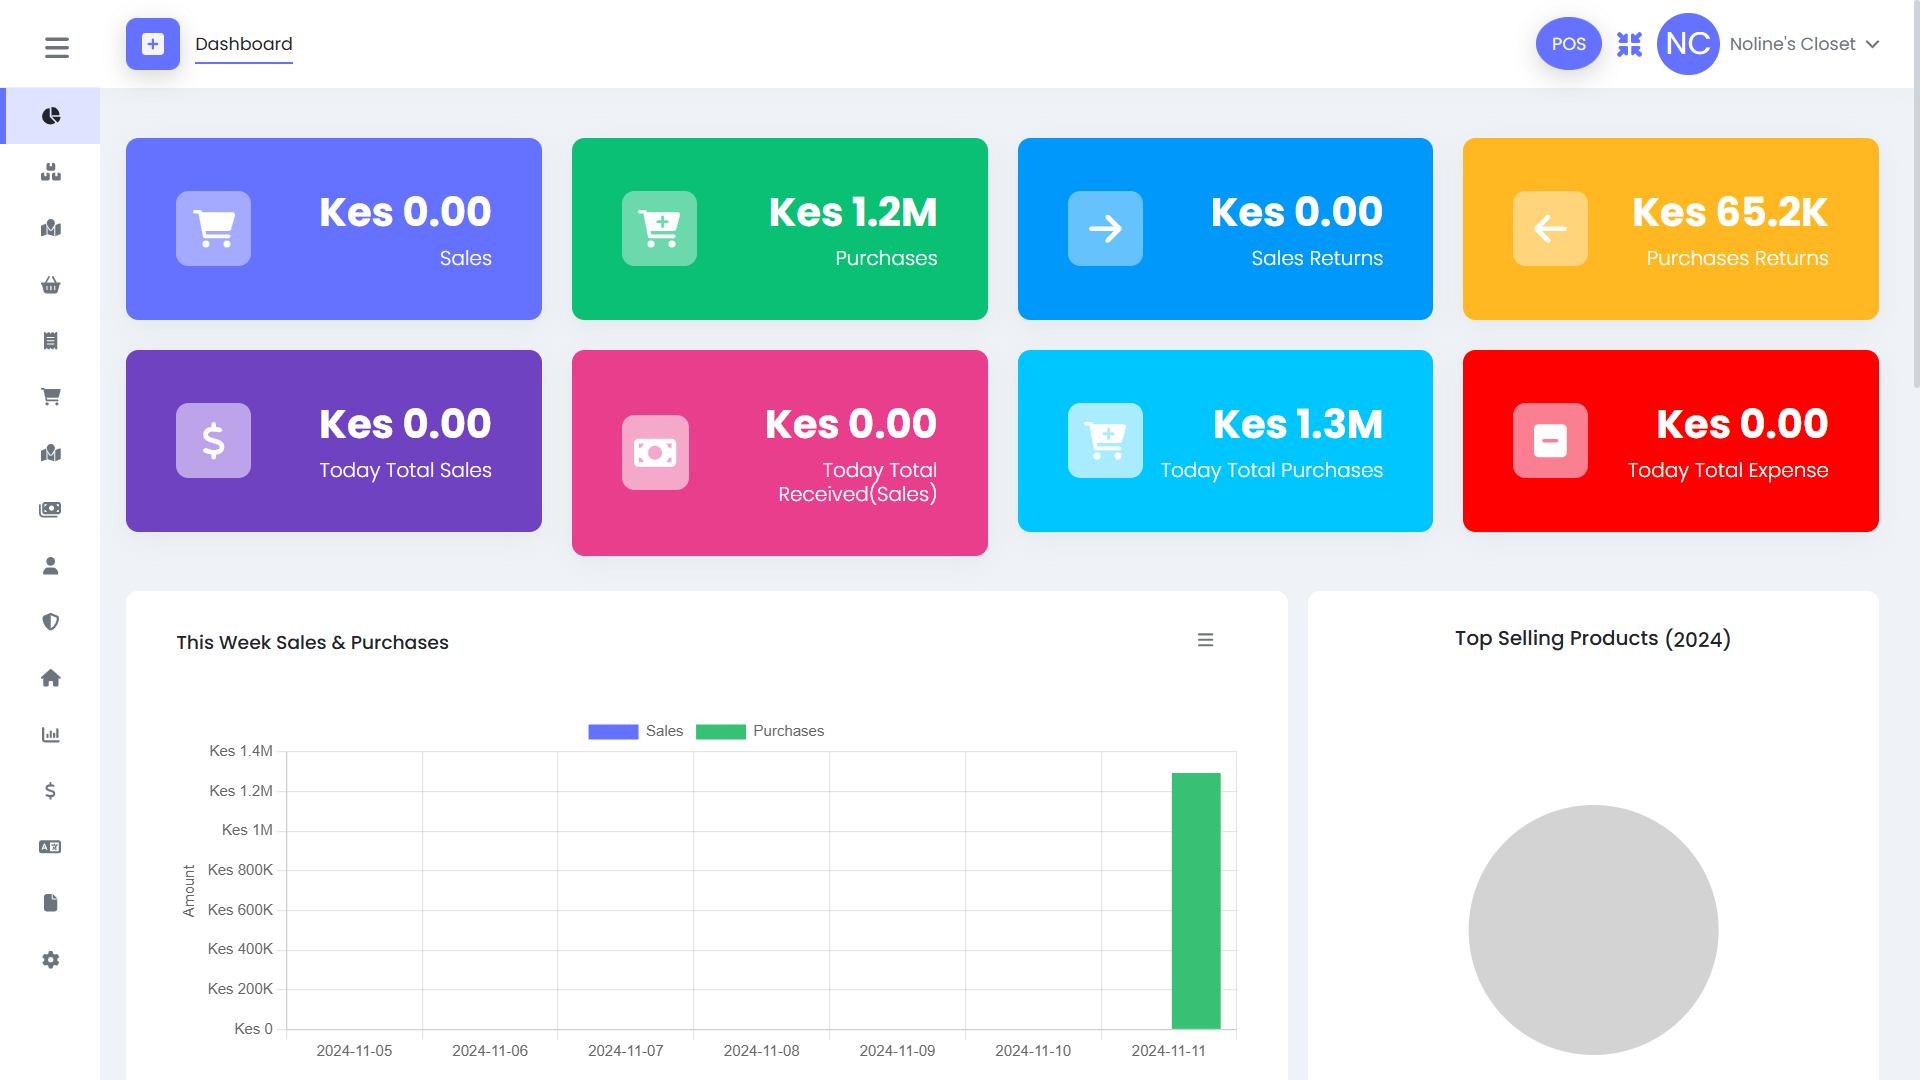 Dashboard
POS
NC
Noline's Closet
Kes 0.00
Sales
Kes 1.2M
Purchases
Kes 0.00
Sales Returns
Kes 65.2K
Purchases Returns
Kes 0.00
Today Total Sales
Kes 0.00
Today Total
Received(Sales)
Kes 1.3M
Today Total Purchases
Kes 0.00
Today Total Expense
This Week Sales & Purchases
Sales
Purchases
Amount
Kes 1.4M
Kes 1.2M
Kes 1M
Kes 800K
Kes 600K
Kes 400K
Kes 200K
Kes 0
2024-11-05
2024-11-06
2024-11-07
2024-11-08
2024-11-09
2024-11-10
2024-11-11
Top Selling Products (2024)